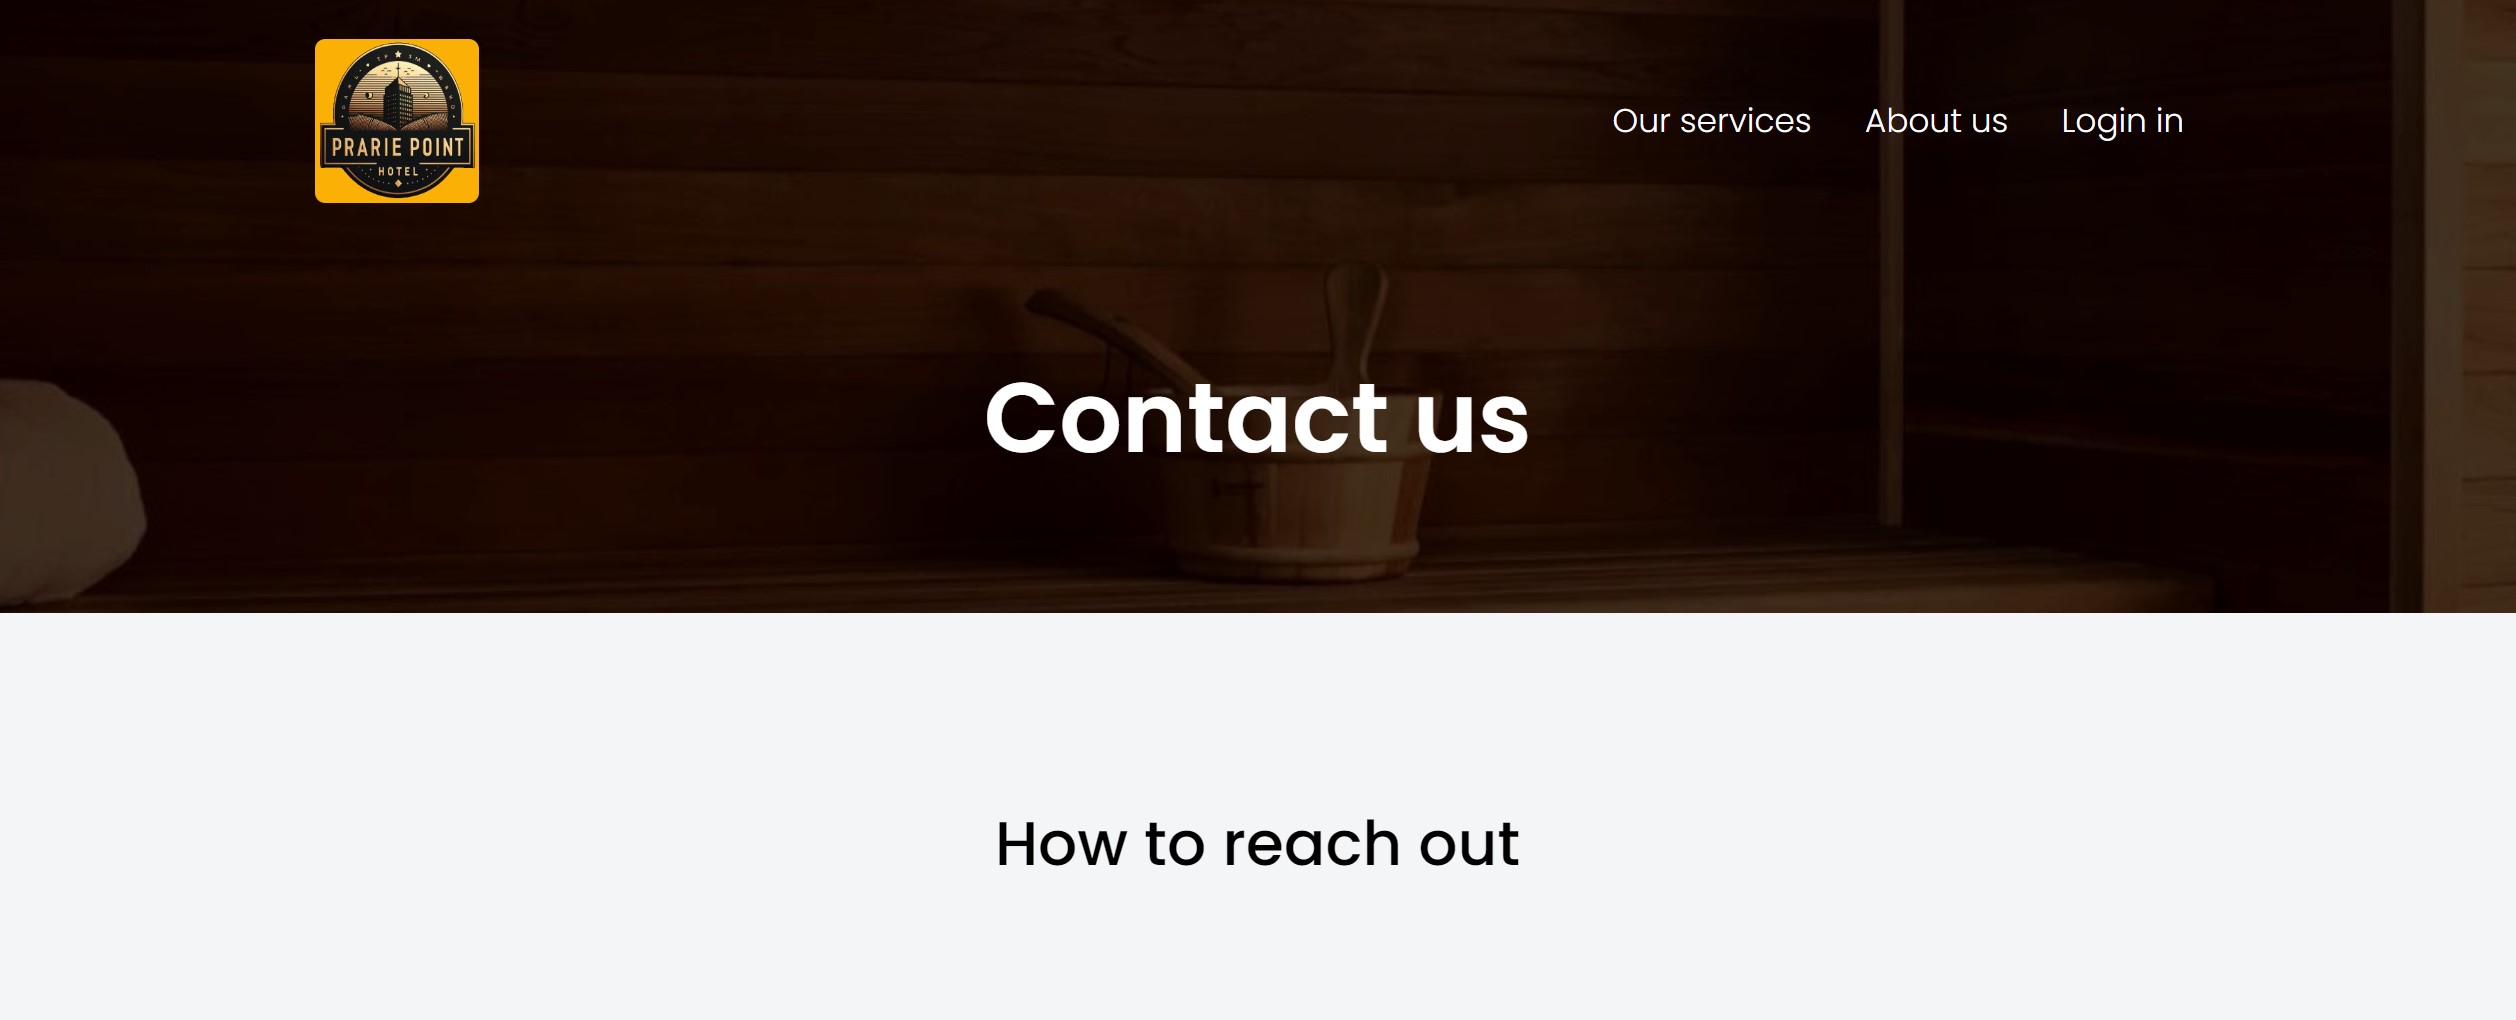 PRARIE POINT
HOTEL
Our services
About us
Login in
Contact us
How to reach out